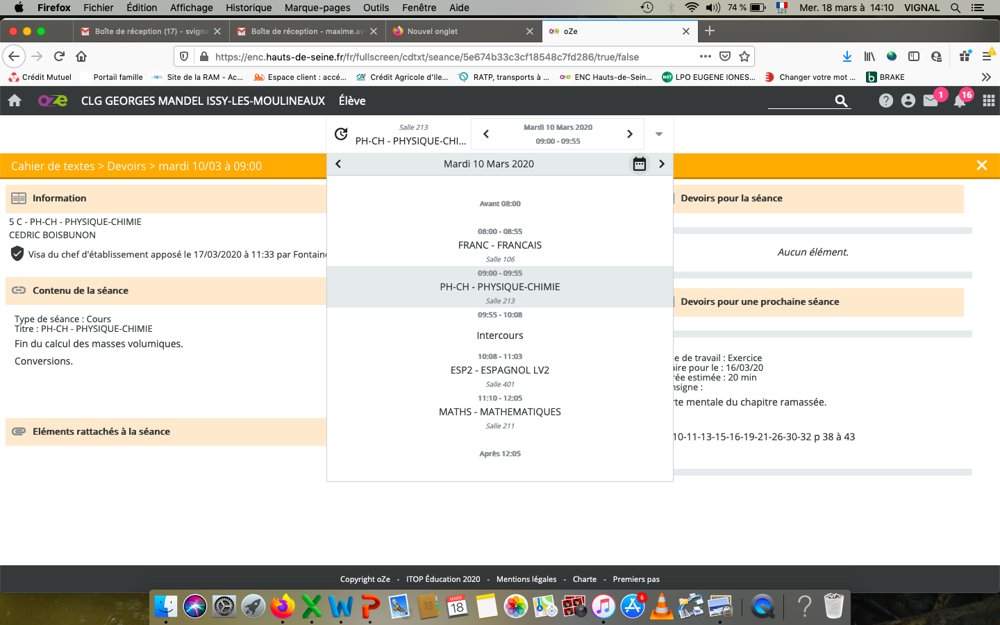 Firefox Fichier Édition Affichage Historique Marque-pages Outils Fenêtre Aide 74 % 123 Mer. 18 mars à 14:10 VIGNAL
Boîte de réception (17) - svigna
Boîte de réception - maxime.av
Nouvel onglet
oZe
https://enc.hauts-de-seine.fr/fr/fullscreen/cdtxt/seance/5e674b33c3cf18548c7fd286/true/false
Crédit Mutuel Portail famille Site de la RAM - Ac... Espace client : accé... Crédit Agricole d'Ile... RATP, transports à ... ENC Hauts-de-Sein... LPO EUGENE IONES... Changer votre mot ... BRAKE
oze CLG GEORGES MANDEL ISSY-LES-MOULINEAUX Élève 1 16
Salle 213
PH-CH - PHYSIQUE-CHI...
Mardi 10 Mars 2020
09:00 - 09:55
Cahier de textes > Devoirs > mardi 10/03 à 09:00
Mardi 10 Mars 2020
Information
5 C - PH-CH - PHYSIQUE-CHIMIE
CEDRIC BOISBUNON
Visa du chef d'établissement apposé le 17/03/2020 à 11:33 par Fontaine
Contenu de la séance
Type de séance : Cours
Titre : PH-CH - PHYSIQUE-CHIMIE
Fin du calcul des masses volumiques.
Conversions.
Eléments rattachés à la séance
Avant 08:00
08:00 - 08:55
FRANC - FRANCAIS
Salle 106
09:00 - 09:55
PH-CH - PHYSIQUE-CHIMIE
Salle 213
09:55 - 10:08
Intercours
10:08 - 11:03
ESP2 - ESPAGNOL LV2
Salle 401
11:10 - 12:05
MATHS - MATHEMATIQUES
Salle 211
Après 12:05
Devoirs pour la séance
Aucun élément.
Devoirs pour une prochaine séance
e de travail : Exercice
ire pour le : 16/03/20
rée estimée : 20 min
nsigne :
rte mentale du chapitre ramassée.
10-11-13-15-16-19-21-26-30-32 p 38 à 43
Copyright oZe - ITOP Éducation 2020 - Mentions légales - Charte - Premiers pas
MARS
18
6